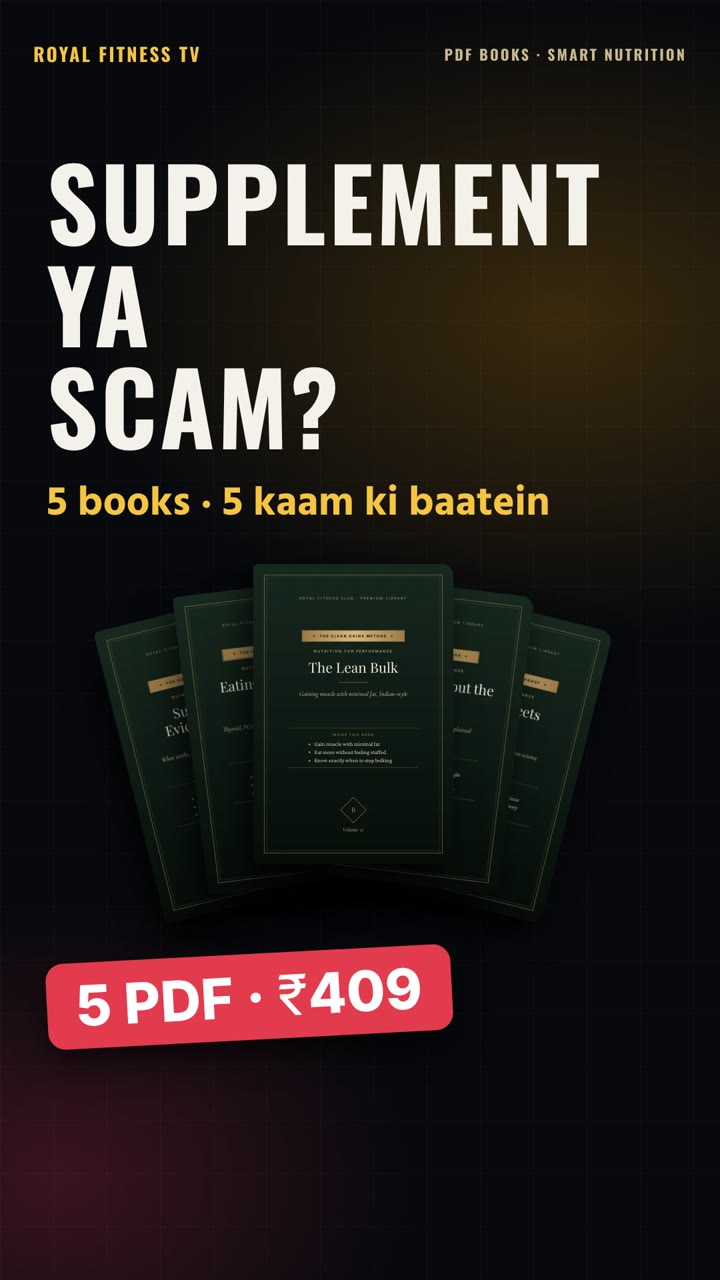 ROYAL FITNESS TV
PDF BOOKS · SMART NUTRITION
SUPPLEMENT
YA
SCAM?
5 books · 5 kaam ki baatein
ROYAL FITNESS CLUB · PREMIUM LIBRARY
THE CLEAN GAINS METHOD
NUTRITION FOR PERFORMANCE
The Lean Bulk
Gaining muscle with minimal fat, Indian-style
INSIDE THIS BOOK
Gain muscle with minimal fat
Eat more without feeling stuffed
Know exactly when to stop bulking
R
out the
5 PDF · ₹409